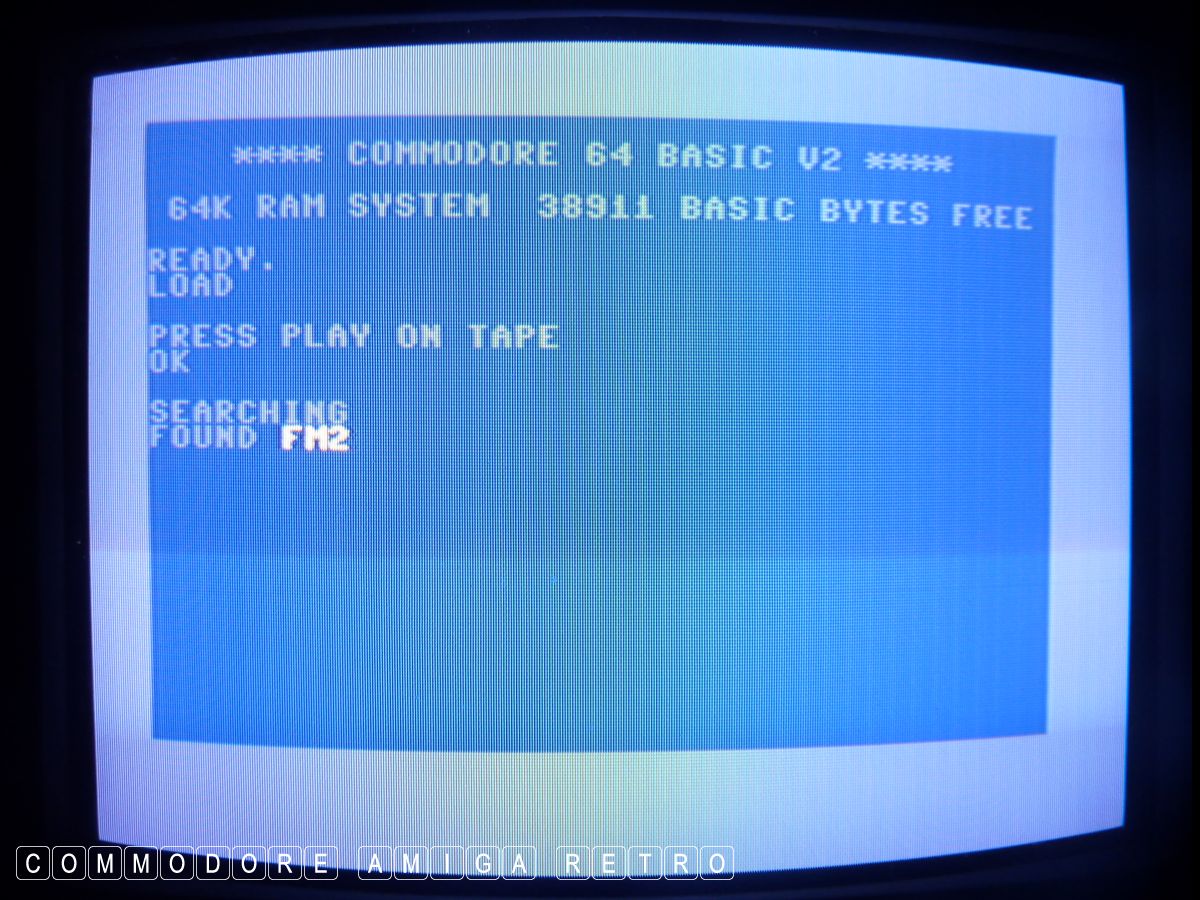 **** COMMODORE 64 BASIC V2 ****
64K RAM SYSTEM  38911 BASIC BYTES FREE
READY.
LOAD
PRESS PLAY ON TAPE
OK
SEARCHING
FOUND FM2
COMMODORE AMIGA RETRO